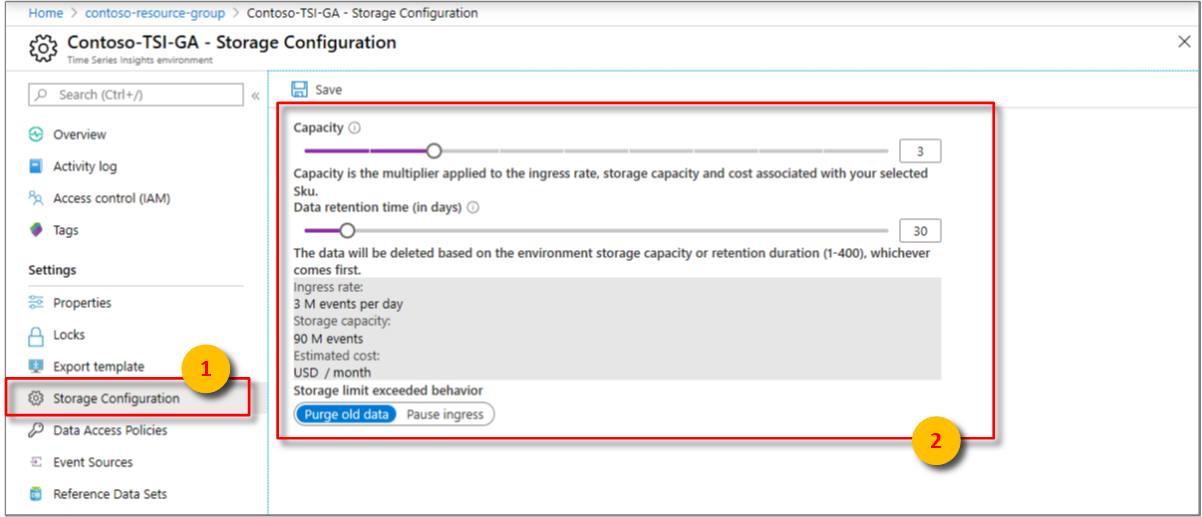 Home > contoso-resource-group > Contoso-TSI-GA - Storage Configuration
Contoso-TSI-GA - Storage Configuration
Time Series Insights environment
Search (Ctrl+/)
Overview
Activity log
Access control (IAM)
Tags
Settings
Properties
Locks
Export template
1
Storage Configuration
Data Access Policies
Event Sources
Reference Data Sets
Save
Capacity
3
Capacity is the multiplier applied to the ingress rate, storage capacity and cost associated with your selected
Sku.
Data retention time (in days)
30
The data will be deleted based on the environment storage capacity or retention duration (1-400), whichever
comes first.
Ingress rate:
3 M events per day
Storage capacity:
90 M events
Estimated cost:
USD / month
Storage limit exceeded behavior
Purge old data Pause ingress
2